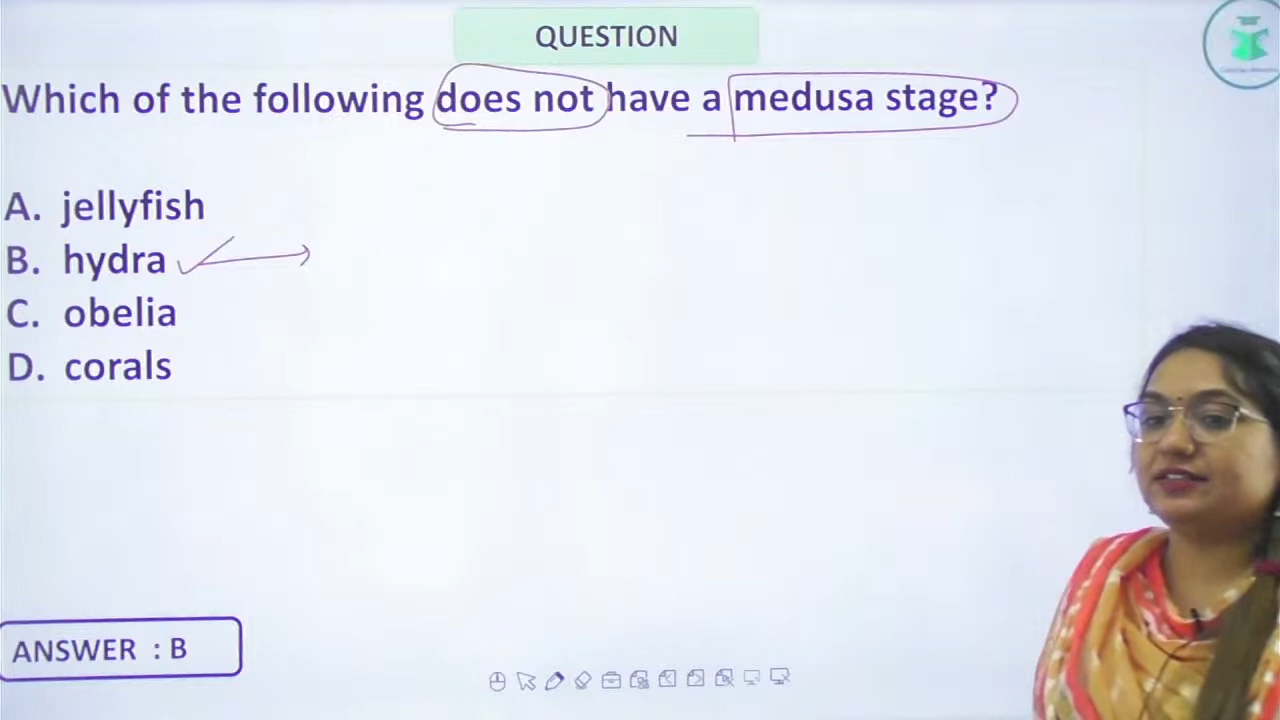 QUESTION
Which of the following does not have a medusa stage?
A. jellyfish
B. hydra
C. obelia
D. corals
ANSWER : B